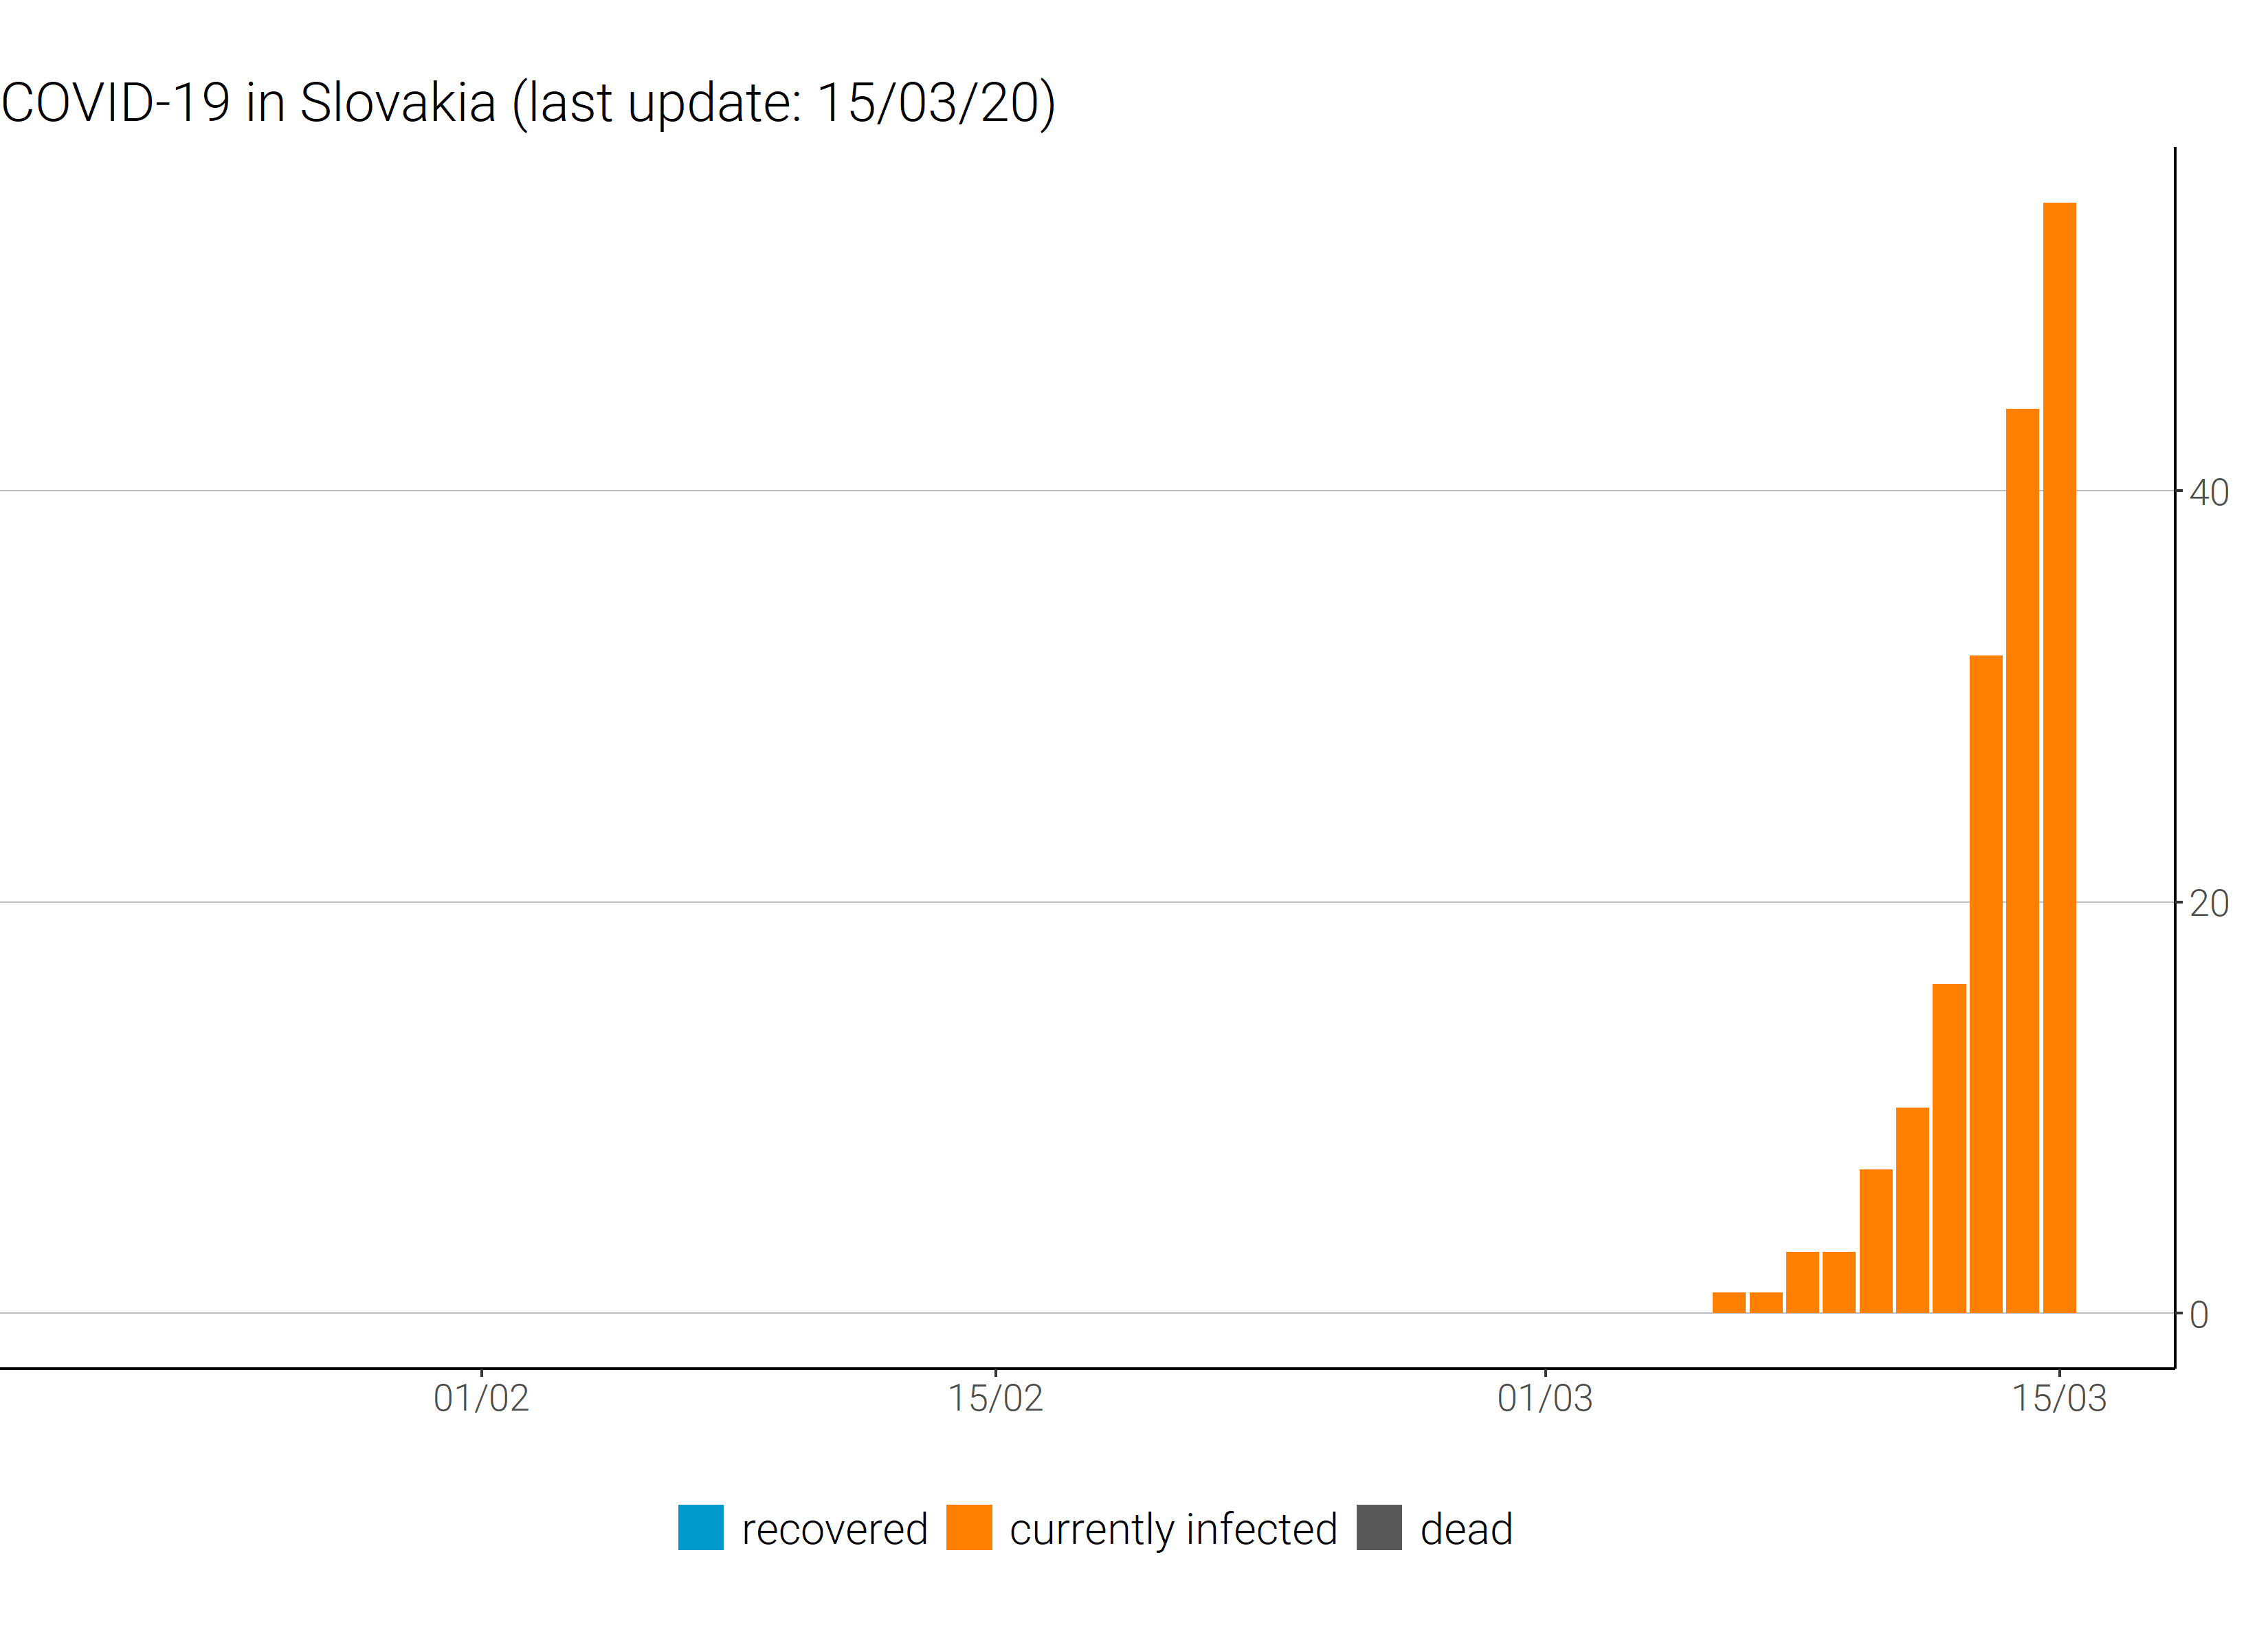 COVID-19 in Slovakia (last update: 15/03/20)
40
20
0
01/02 15/02 01/03 15/03
recovered currently infected dead